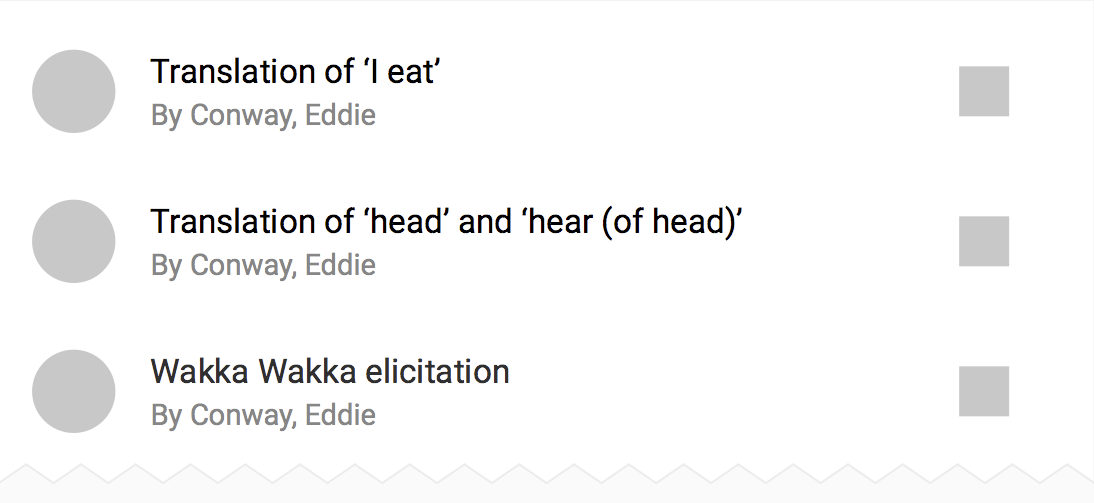 Translation of ‘I eat’
By Conway, Eddie
Translation of ‘head’ and ‘hear (of head)’
By Conway, Eddie
Wakka Wakka elicitation
By Conway, Eddie